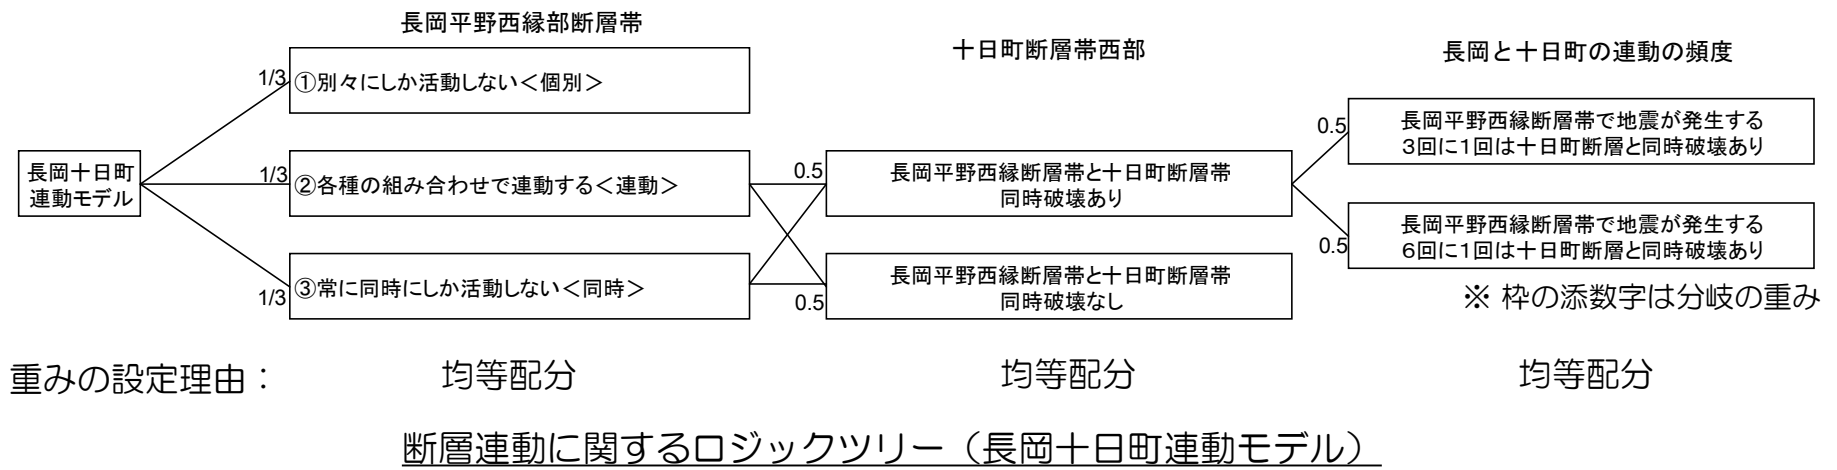 長岡平野西縁部断層帯
十日町断層帯西部
長岡と十日町の連動の頻度
長岡十日町
連動モデル
1/3
①別々にしか活動しない＜個別＞
1/3
②各種の組み合わせで連動する＜連動＞
1/3
③常に同時にしか活動しない＜同時＞
0.5
長岡平野西縁断層帯と十日町断層帯
同時破壊あり
0.5
長岡平野西縁断層帯と十日町断層帯
同時破壊なし
0.5
長岡平野西縁断層帯で地震が発生する
3回に1回は十日町断層と同時破壊あり
0.5
長岡平野西縁断層帯で地震が発生する
6回に1回は十日町断層と同時破壊あり
※ 枠の添数字は分岐の重み
重みの設定理由：
均等配分
均等配分
均等配分
断層連動に関するロジックツリー（長岡十日町連動モデル）